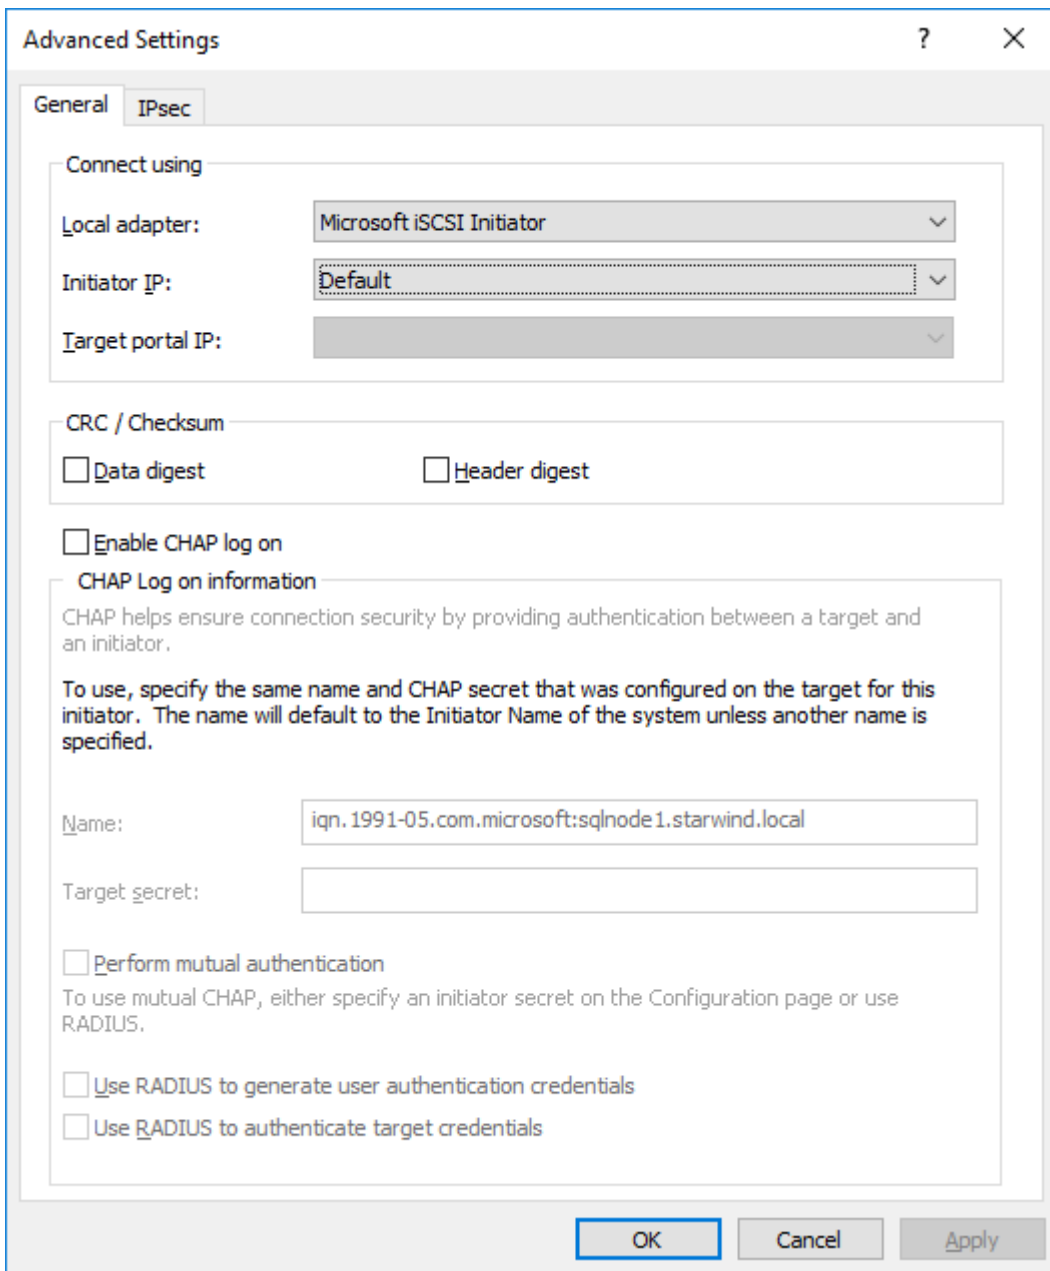 Advanced Settings
General
IPsec
Connect using
Local adapter:
Microsoft iSCSI Initiator
Initiator IP:
Default
Target portal IP:
CRC / Checksum
Data digest
Header digest
Enable CHAP log on
CHAP Log on information
CHAP helps ensure connection security by providing authentication between a target and
an initiator.
To use, specify the same name and CHAP secret that was configured on the target for this
initiator.  The name will default to the Initiator Name of the system unless another name is
specified.
Name:
iqn.1991-05.com.microsoft:sqlnode1.starwind.local
Target secret:
Perform mutual authentication
To use mutual CHAP, either specify an initiator secret on the Configuration page or use
RADIUS.
Use RADIUS to generate user authentication credentials
Use RADIUS to authenticate target credentials
OK
Cancel
Apply